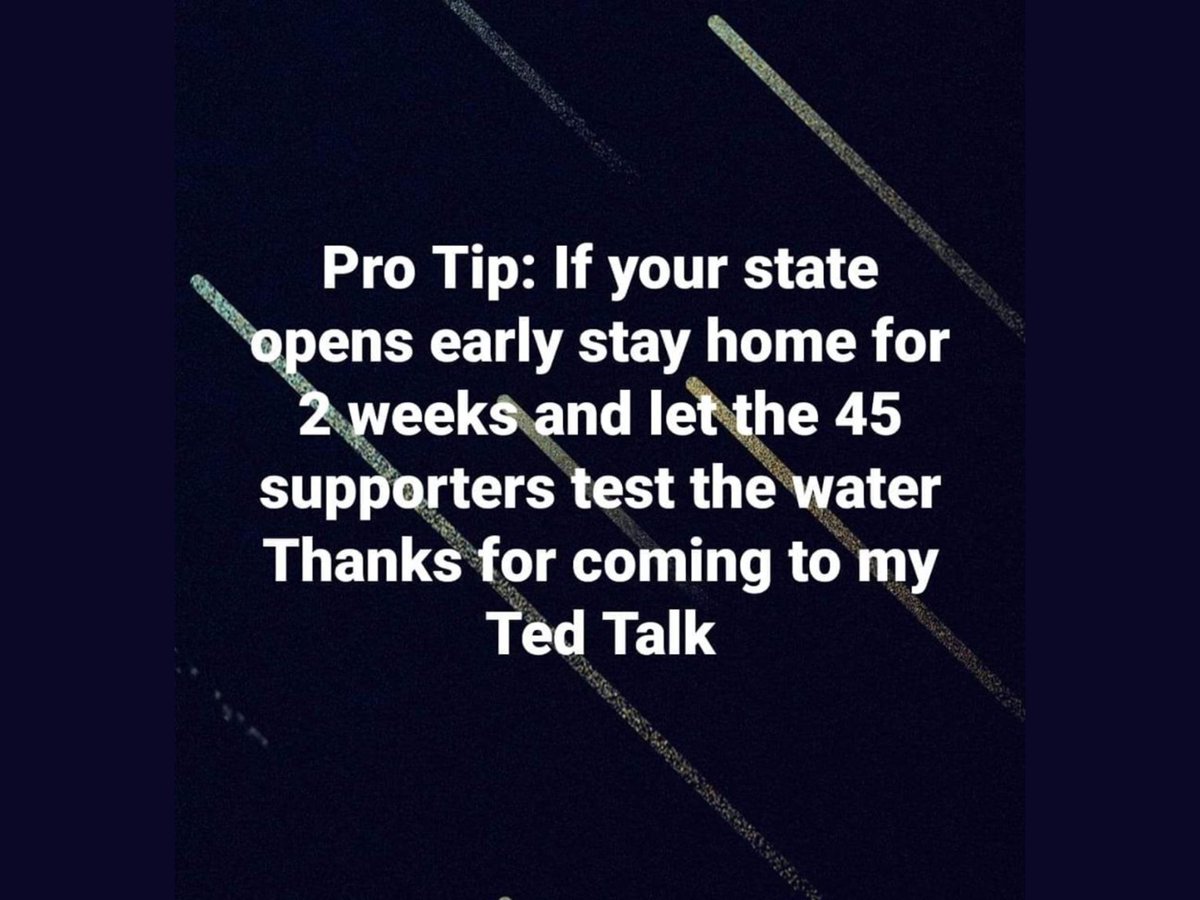 Pro Tip: If your state
opens early stay home for
2 weeks and let the 45
supporters test the water
Thanks for coming to my
Ted Talk